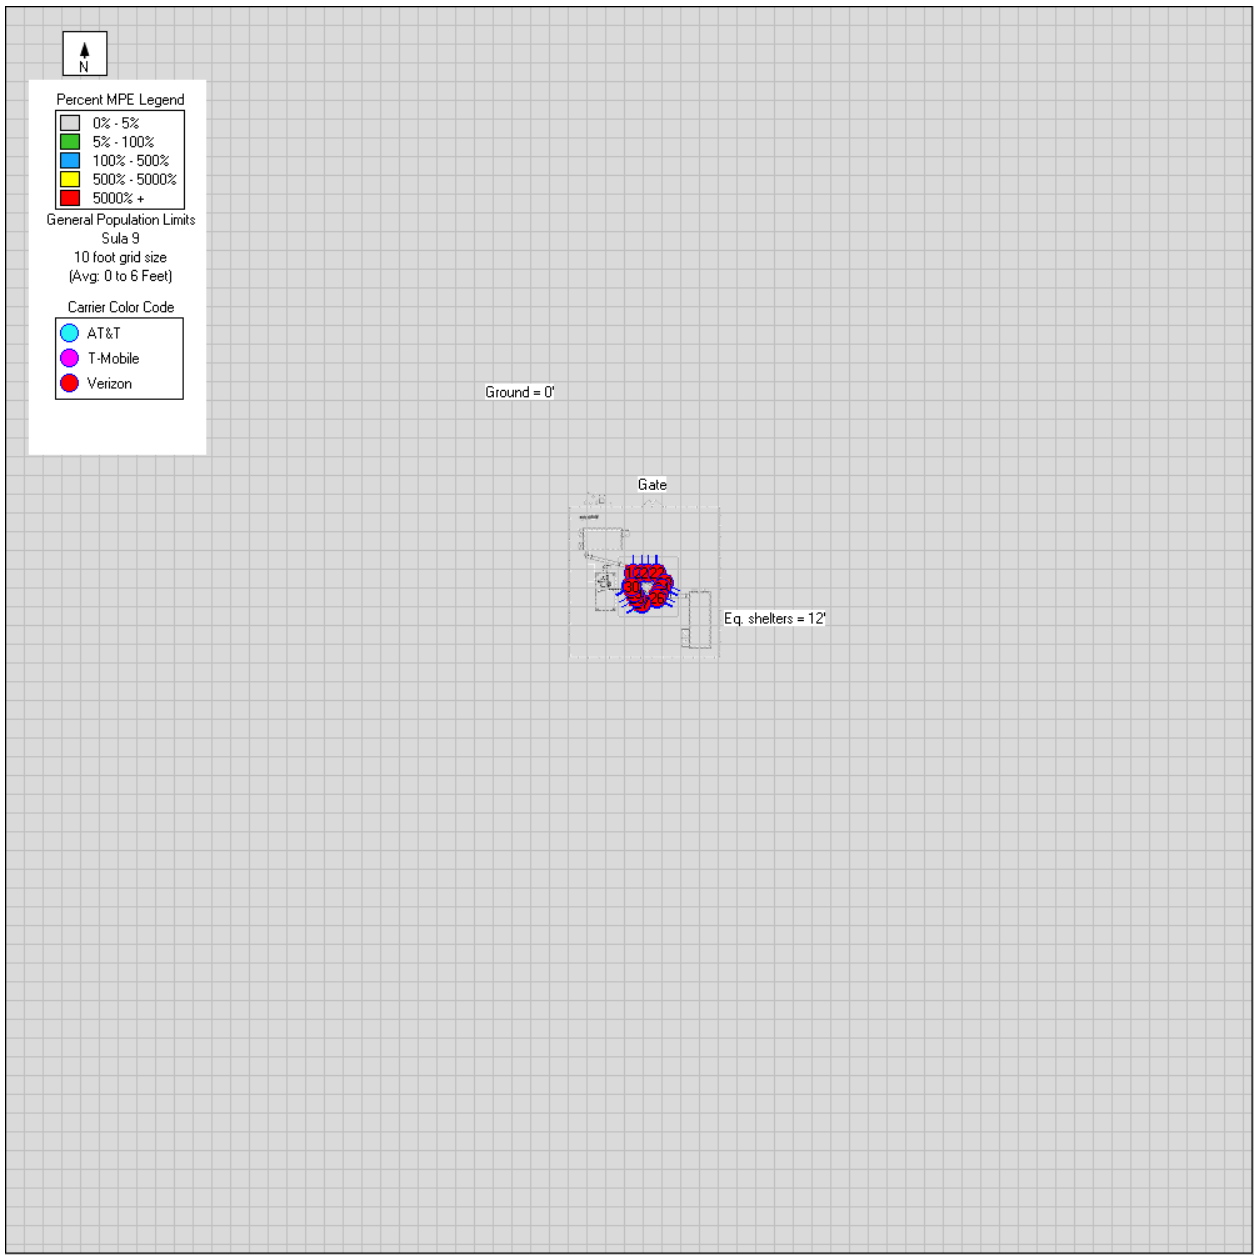 N
Percent MPE Legend
0% - 5%
5% - 100%
100% - 500%
500% - 5000%
5000% +
General Population Limits
Sula 9
10 foot grid size
(Avg: 0 to 6 Feet)
Carrier Color Code
AT&T
T-Mobile
Verizon
Ground = 0'
Gate
Eq. shelters = 12'